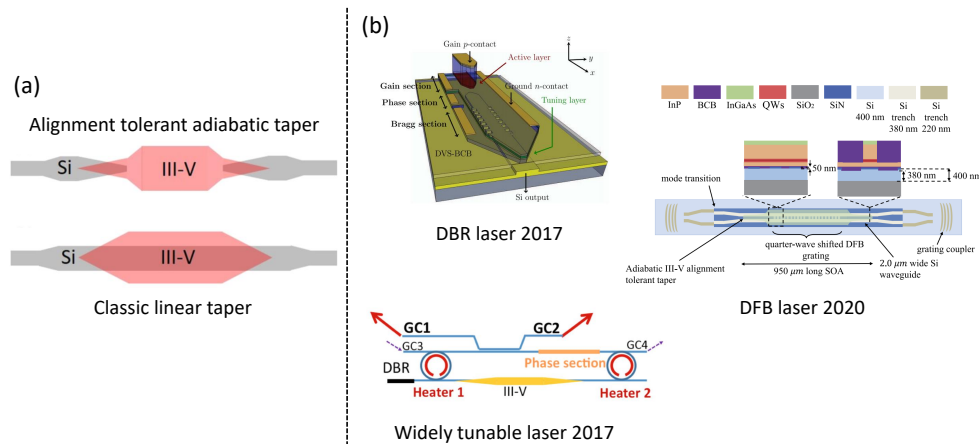 (a)
Alignment tolerant adiabatic taper
Si
III-V
Si
III-V
Classic linear taper
(b)
Gain p-contact
Active layer
Ground n-contact
Gain section
Phase section
Bragg section
Tuning layer
DVS-BCB
Si output
z
y
x
DBR laser 2017
InP
BCB
InGaAs
QWs
SiO₂
SiN
Si
400 nm
Si
trench
380 nm
Si
trench
220 nm
50 nm
380 nm
400 nm
mode transition
grating coupler
quarter-wave shifted DFB
grating
Adiabatic III-V alignment
tolerant taper
950 μm long SOA
2.0 μm wide Si
waveguide
DFB laser 2020
GC1
GC2
GC3
GC4
Phase section
DBR
Heater 1
III-V
Heater 2
Widely tunable laser 2017